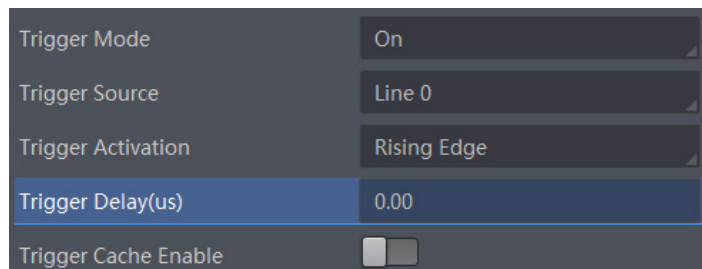 Trigger Mode On
Trigger Source Line 0
Trigger Activation Rising Edge
Trigger Delay(us) 0.00
Trigger Cache Enable